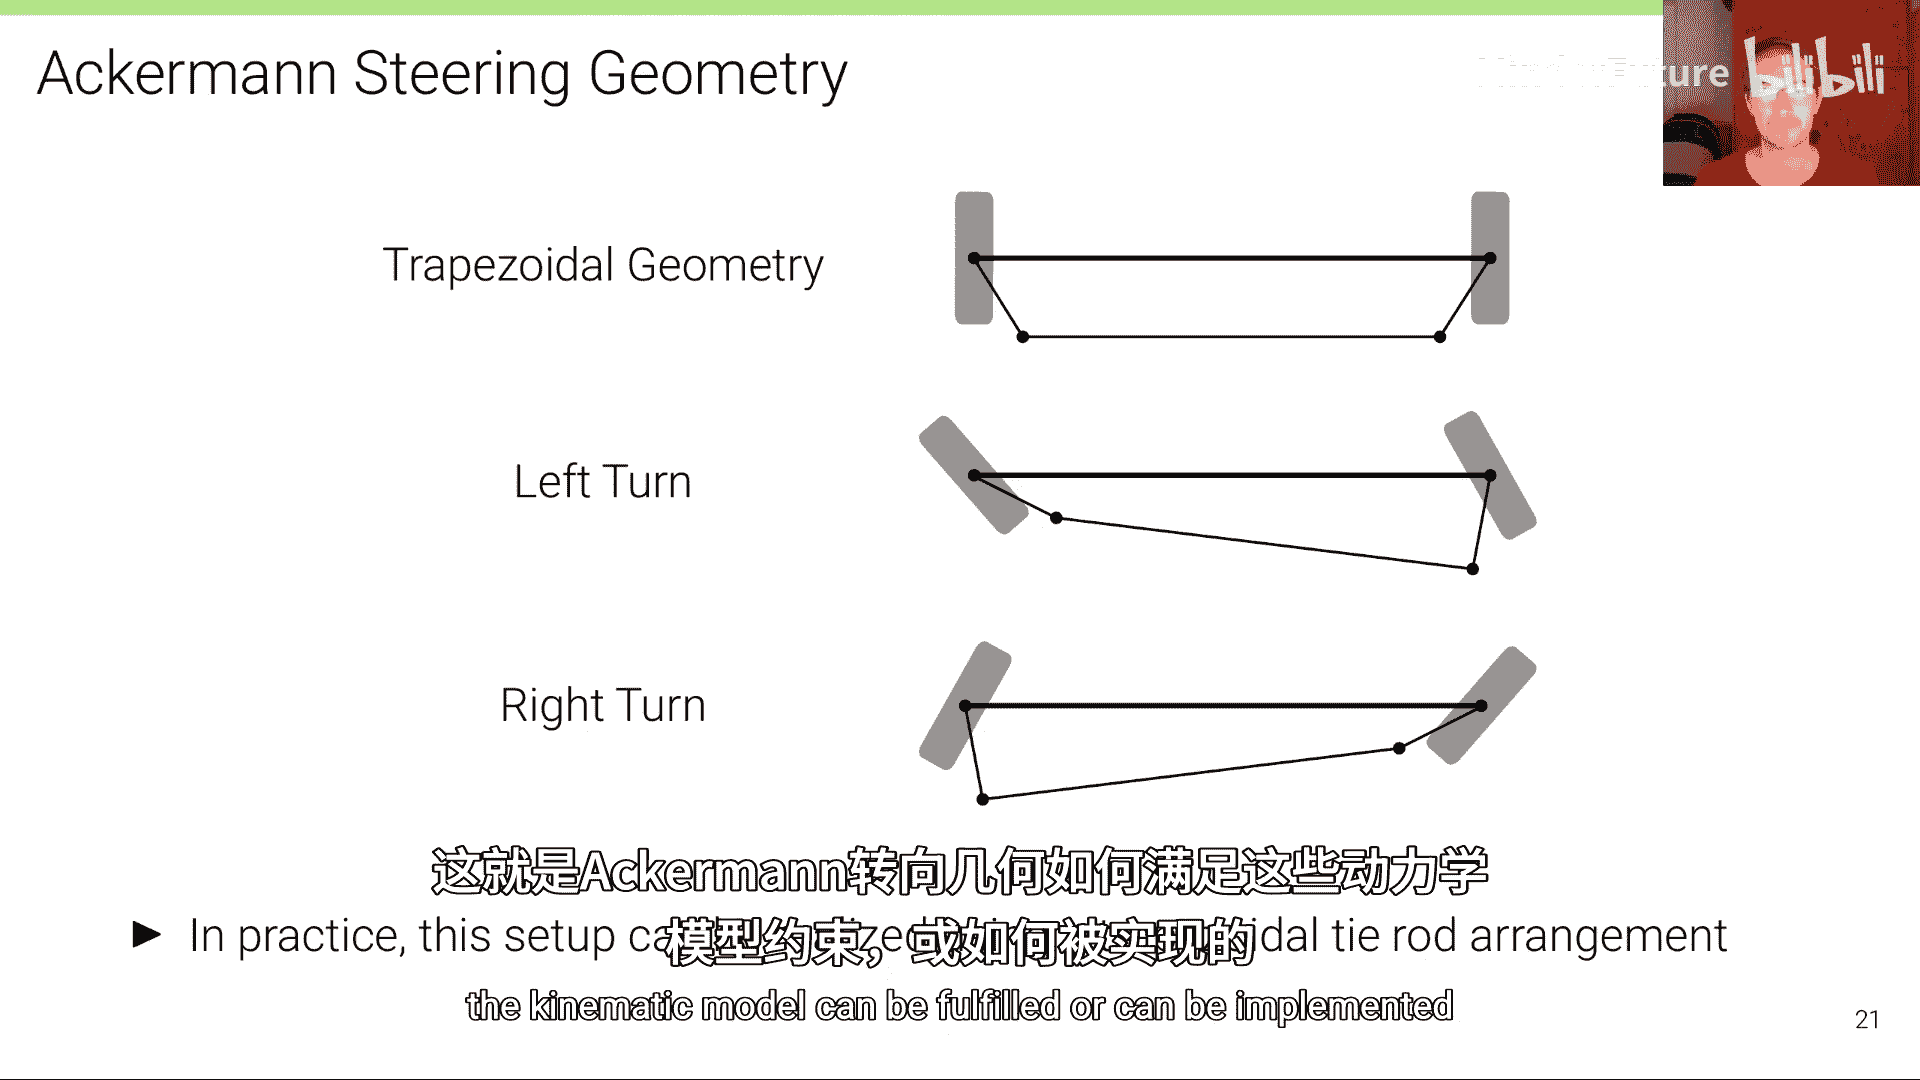 Ackermann Steering Geometry
ture bilibili
Trapezoidal Geometry
Left Turn
Right Turn
这就是Ackermann转向几何如何满足这些动力学
► In practice, this setup ca dal tie rod arrangement
模型约束，或如何被实现的
the kinematic model can be fulfilled or can be implemented
21